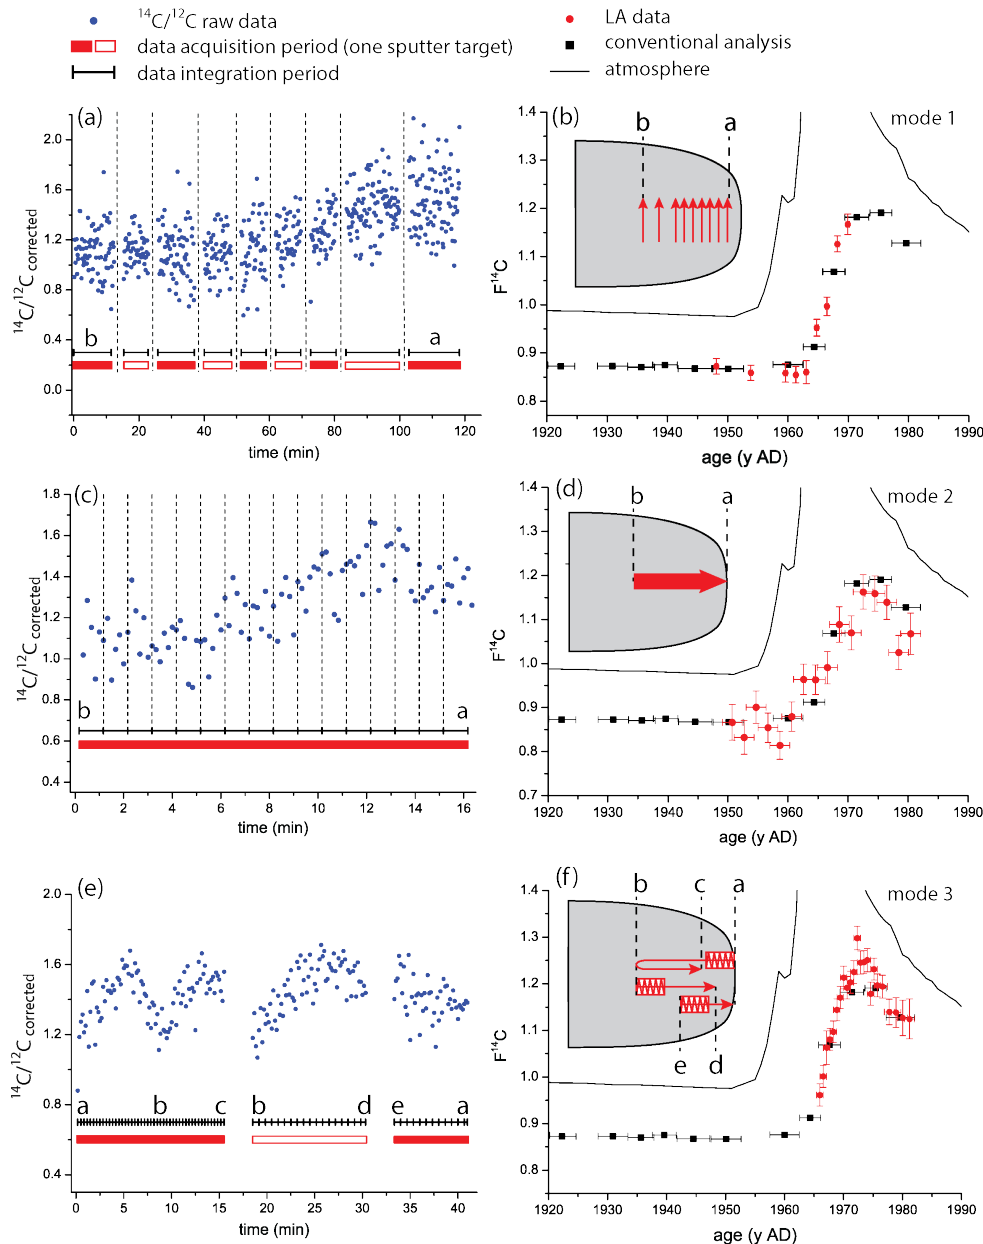 ¹⁴C/¹²C raw data
data acquisition period (one sputter target)
data integration period
LA data
conventional analysis
atmosphere
(a)
¹⁴C/¹²C corrected
2.0
1.6
1.2
0.8
0.4
0.0
b
a
0 20 40 60 80 100 120
time (min)
(b)
mode 1
b a
F¹⁴C
1.4
1.3
1.2
1.1
1.0
0.9
0.8
1920 1930 1940 1950 1960 1970 1980 1990
age (y AD)
(c)
¹⁴C/¹²C corrected
1.8
1.6
1.4
1.2
1.0
0.8
0.6
0.4
b
a
0 2 4 6 8 10 12 14 16
time (min)
(d)
mode 2
b a
F¹⁴C
1.4
1.3
1.2
1.1
1.0
0.9
0.8
0.7
1920 1930 1940 1950 1960 1970 1980 1990
age (y AD)
(e)
¹⁴C/¹²C corrected
2.0
1.6
1.2
0.8
0.4
a b c b d e a
0 5 10 15 20 25 30 35 40
time (min)
(f)
mode 3
b c a
e d
F¹⁴C
1.4
1.3
1.2
1.1
1.0
0.9
0.8
1920 1930 1940 1950 1960 1970 1980 1990
age (y AD)